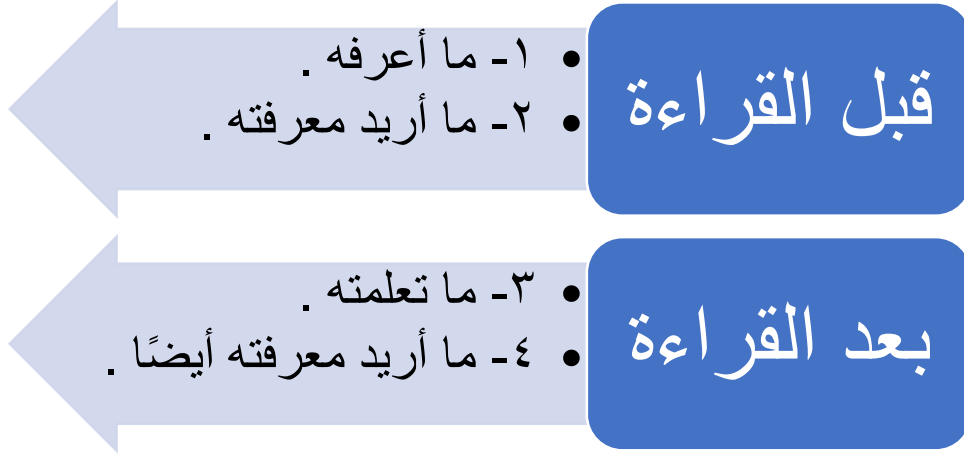 قبل القراءة
• ١- ما أعرفه .
• ٢- ما أريد معرفته .
بعد القراءة
• ٣- ما تعلمته .
• ٤- ما أريد معرفته أيضًا .